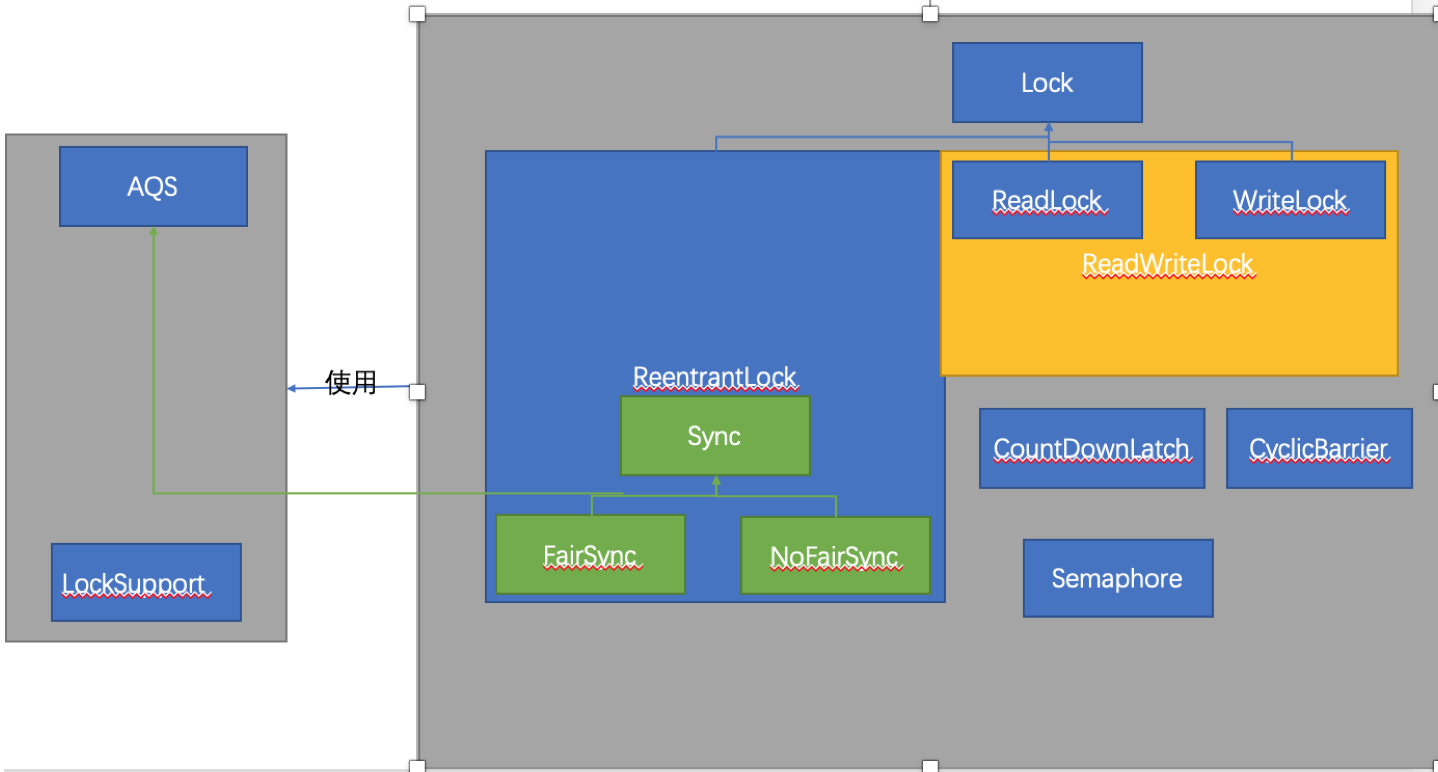 Lock
AQS
ReadLock
WriteLock
ReadWriteLock
使用
ReentrantLock
Sync
CountDownLatch
CyclicBarrier
FairSync
NoFairSync
LockSupport
Semaphore